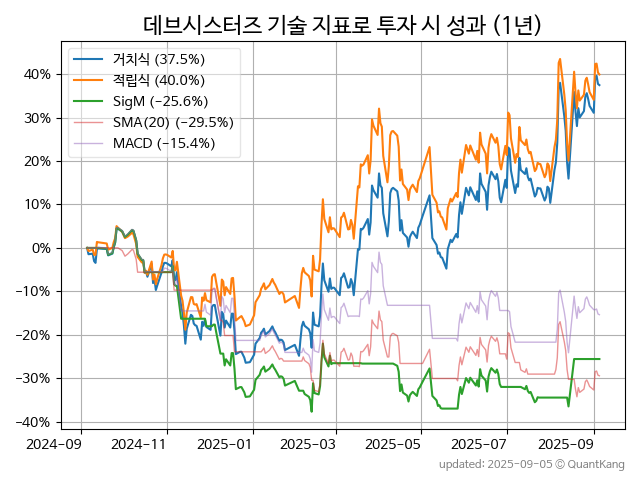 데브시스터즈 기술 지표로 투자 시 성과 (1년)
거치식 (37.5%)
적립식 (40.0%)
SigM (−25.6%)
SMA(20) (−29.5%)
MACD (−15.4%)
40%
30%
20%
10%
0%
−10%
−20%
−30%
−40%
2024-09 2024-11 2025-01 2025-03 2025-05 2025-07 2025-09
updated: 2025-09-05 © QuantKang